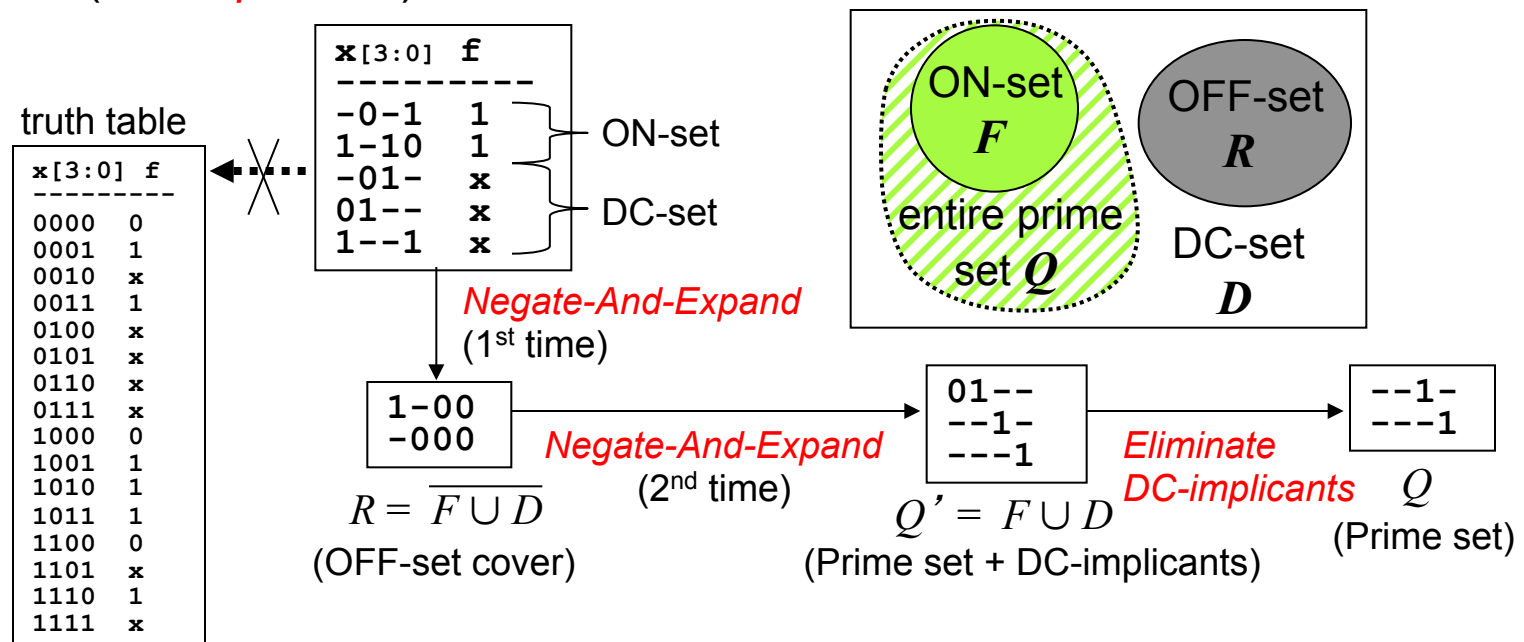 x[3:0] f
---------
-0-1 1
1-10 1
-01- x
01-- x
1--1 x
ON-set
DC-set
truth table
x[3:0] f
---------
0000 0
0001 1
0010 x
0011 1
0100 x
0101 x
0110 x
0111 x
1000 0
1001 1
1010 1
1011 1
1100 0
1101 x
1110 1
1111 x
ON-set
F
OFF-set
R
entire prime
set Q
DC-set
D
Negate-And-Expand
(1st time)
1-00
-000
R = \overline{F ∪ D}
(OFF-set cover)
Negate-And-Expand
(2nd time)
01--
--1-
---1
Q’ = F ∪ D
(Prime set + DC-implicants)
Eliminate
DC-implicants
--1-
---1
Q
(Prime set)